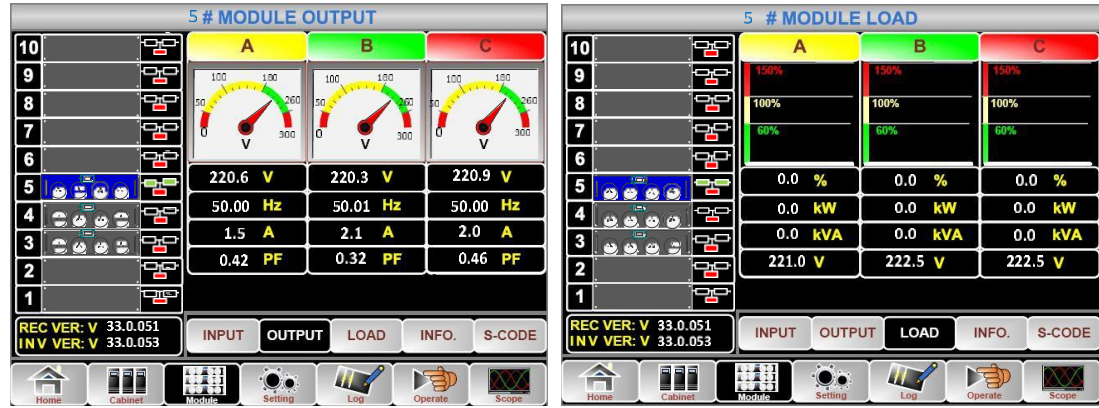 5 # MODULE OUTPUT
10
9
8
7
6
5
4
3
2
1
A B C
0 50 100 180 260 300 V
0 50 100 180 260 300 V
0 50 100 180 260 300 V
220.6 V 220.3 V 220.9 V
50.00 Hz 50.01 Hz 50.00 Hz
1.5 A 2.1 A 2.0 A
0.42 PF 0.32 PF 0.46 PF
REC VER: V 33.0.051
INV VER: V 33.0.053
INPUT OUTPUT LOAD INFO. S-CODE
Home Cabinet Module Setting Log Operate Scope
5 # MODULE LOAD
10
9
8
7
6
5
4
3
2
1
A B C
150% 150% 150%
100% 100% 100%
60% 60% 60%
0.0 % 0.0 % 0.0 %
0.0 kW 0.0 kW 0.0 kW
0.0 kVA 0.0 kVA 0.0 kVA
221.0 V 222.5 V 222.5 V
REC VER: V 33.0.051
INV VER: V 33.0.053
INPUT OUTPUT LOAD INFO. S-CODE
Home Cabinet Module Setting Log Operate Scope